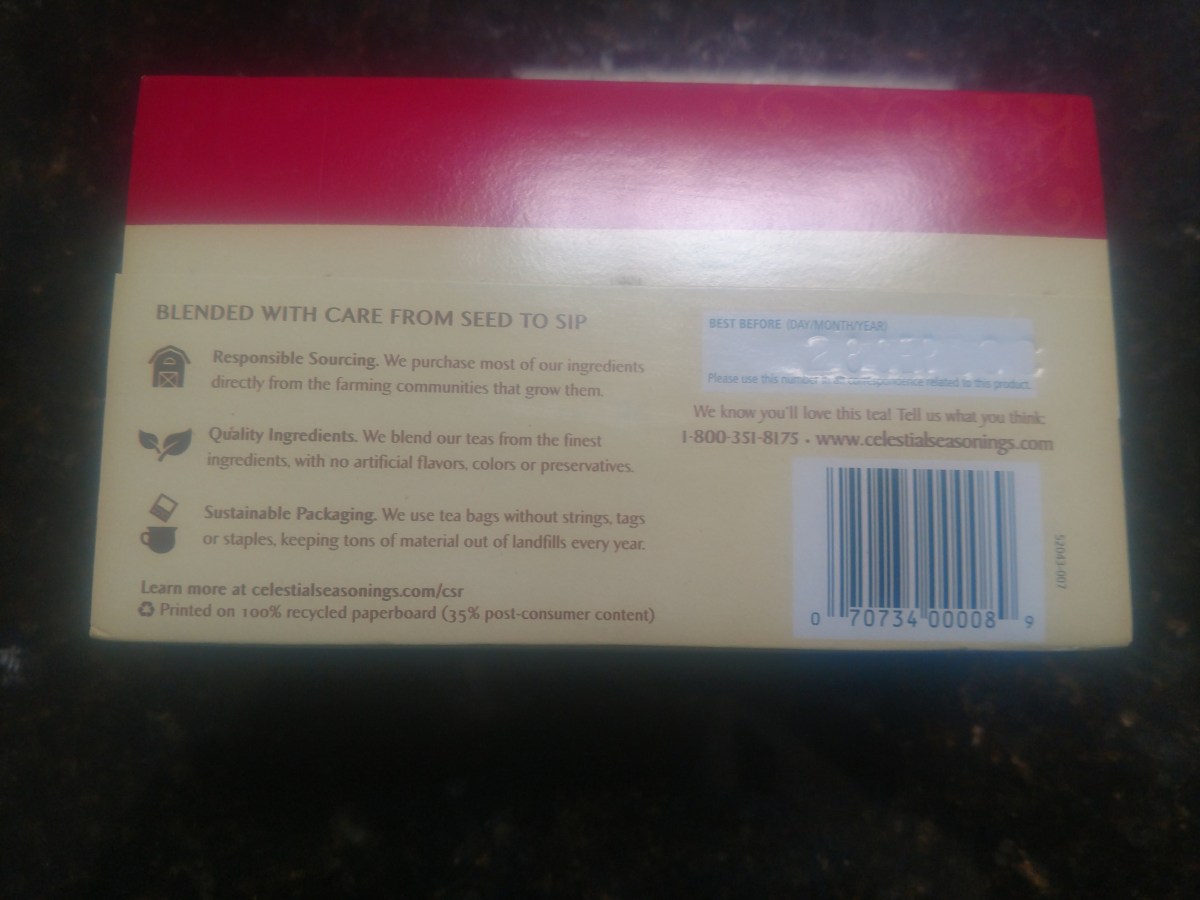 BLENDED WITH CARE FROM SEED TO SIP
Responsible Sourcing. We purchase most of our ingredients
directly from the farming communities that grow them.
Quality Ingredients. We blend our teas from the finest
ingredients, with no artificial flavors, colors or preservatives.
Sustainable Packaging. We use tea bags without strings, tags
or staples, keeping tons of material out of landfills every year.
Learn more at celestialseasonings.com/csr
Printed on 100% recycled paperboard (35% post-consumer content)
BEST BEFORE (DAY/MONTH/YEAR)
Please use this number in all correspondence related to this product.
We know you'll love this tea! Tell us what you think:
1-800-351-8175 • www.celestialseasonings.com
52043-007
0 70734 00008 9